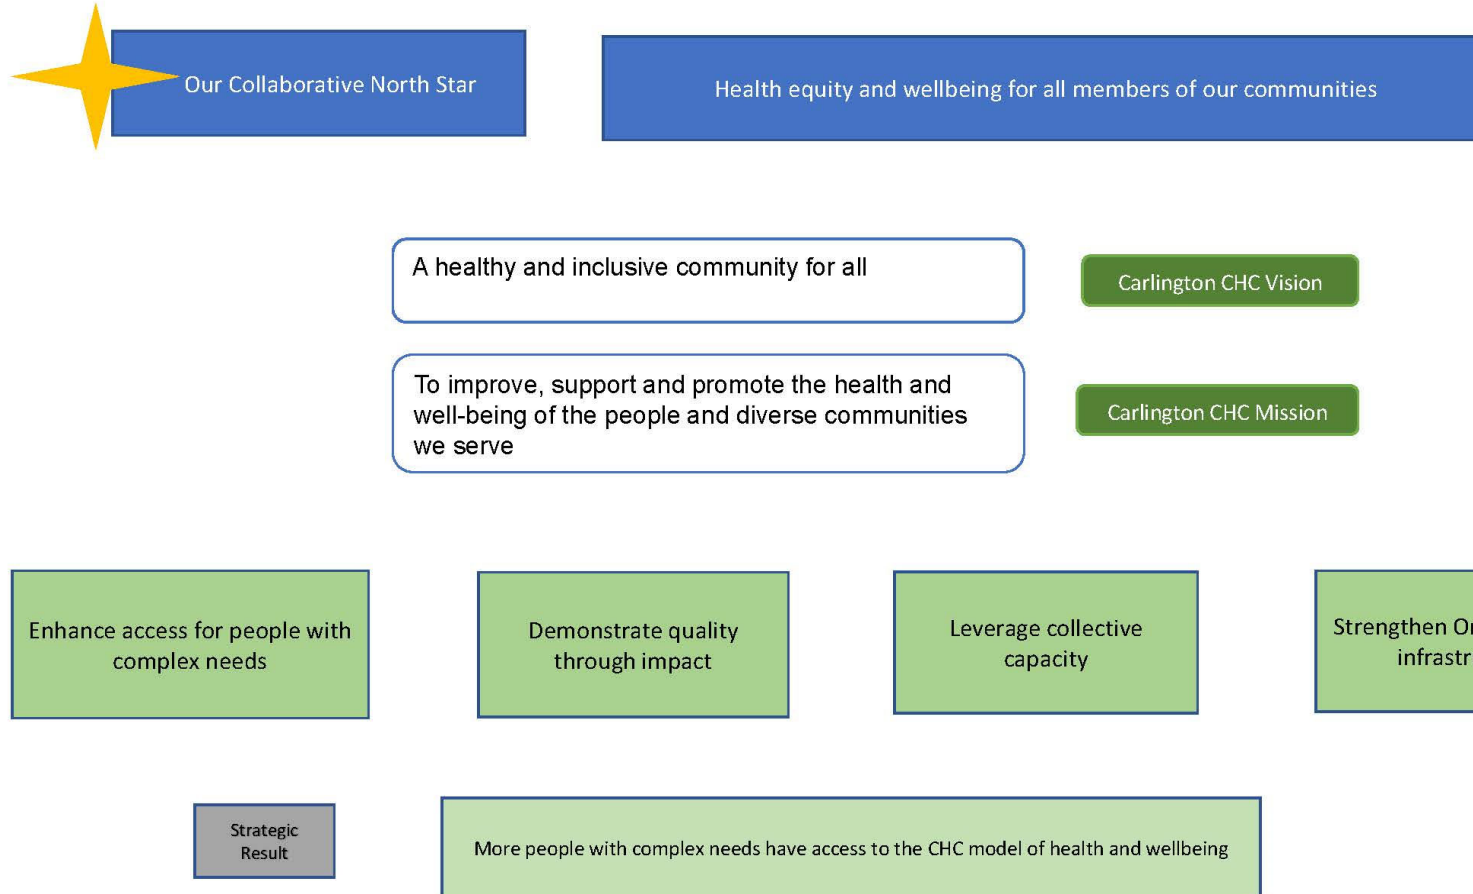 Our Collaborative North Star
Health equity and wellbeing for all members of our communities
A healthy and inclusive community for all
Carlington CHC Vision
To improve, support and promote the health and
well-being of the people and diverse communities
we serve
Carlington CHC Mission
Enhance access for people with
complex needs
Demonstrate quality
through impact
Leverage collective
capacity
Strengthen Or
infrastr
Strategic
Result
More people with complex needs have access to the CHC model of health and wellbeing